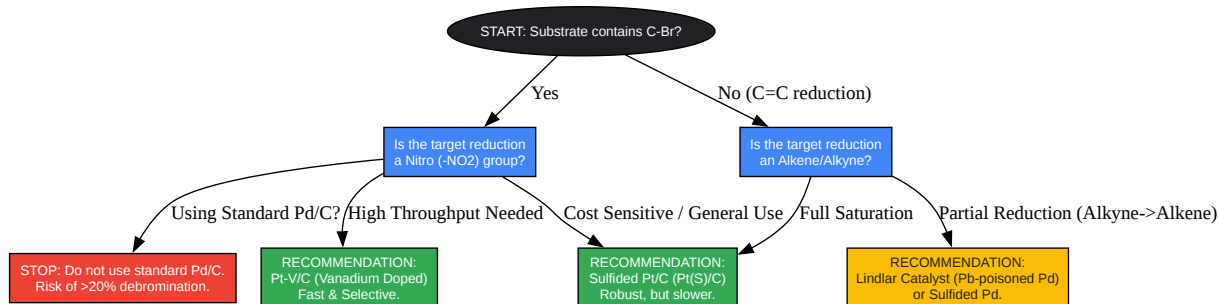 START: Substrate contains C-Br?
Yes
No (C=C reduction)
Is the target reduction
a Nitro (-NO2) group?
Is the target reduction
an Alkene/Alkyne?
Using Standard Pd/C?
High Throughput Needed
Cost Sensitive / General Use
Full Saturation
Partial Reduction (Alkyne->Alkene)
STOP: Do not use standard Pd/C.
Risk of >20% debromination.
RECOMMENDATION:
Pt-V/C (Vanadium Doped)
Fast & Selective.
RECOMMENDATION:
Sulfided Pt/C (Pt(S)/C)
Robust, but slower.
RECOMMENDATION:
Lindlar Catalyst (Pb-poisoned Pd)
or Sulfided Pd.